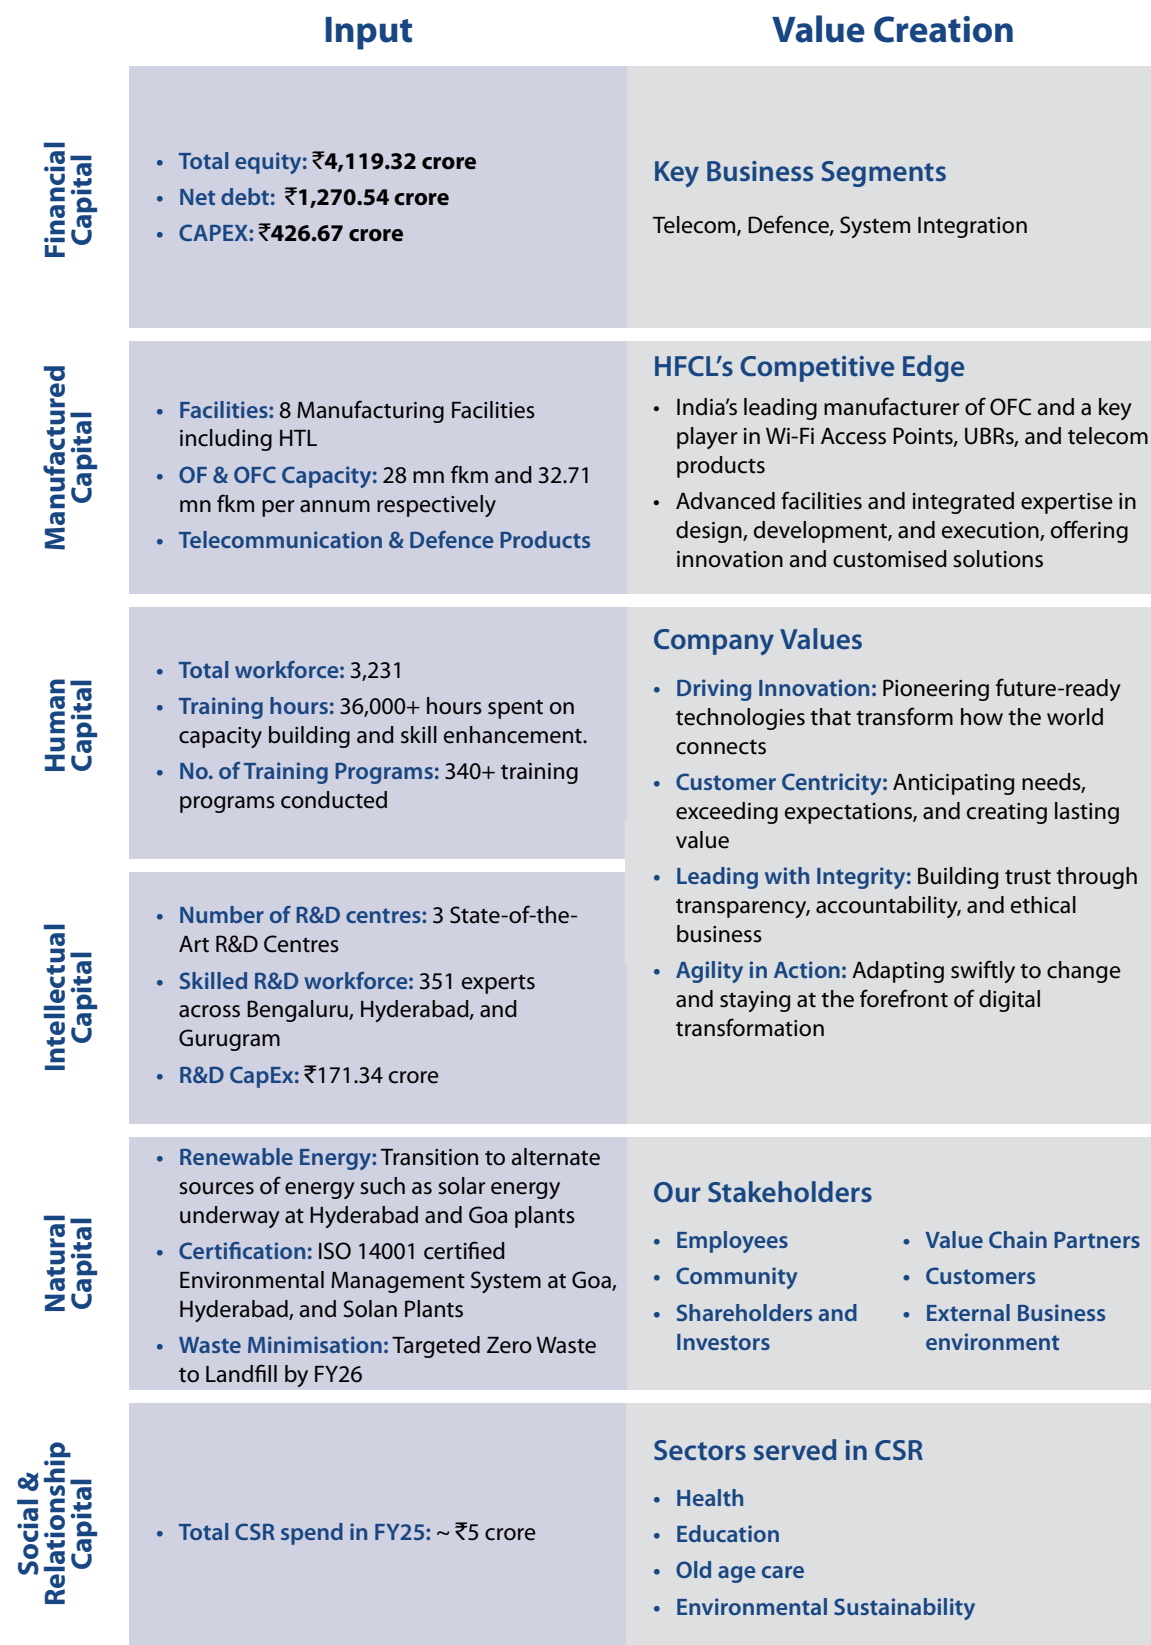 Input
Value Creation
Financial
Capital
• Total equity: ₹4,119.32 crore
• Net debt: ₹1,270.54 crore
• CAPEX: ₹426.67 crore
Key Business Segments
Telecom, Defence, System Integration
Manufactured
Capital
• Facilities: 8 Manufacturing Facilities
including HTL
• OF & OFC Capacity: 28 mn fkm and 32.71
mn fkm per annum respectively
• Telecommunication & Defence Products
HFCL’s Competitive Edge
• India’s leading manufacturer of OFC and a key
player in Wi-Fi Access Points, UBRs, and telecom
products
• Advanced facilities and integrated expertise in
design, development, and execution, offering
innovation and customised solutions
Human
Capital
• Total workforce: 3,231
• Training hours: 36,000+ hours spent on
capacity building and skill enhancement.
• No. of Training Programs: 340+ training
programs conducted
Company Values
• Driving Innovation: Pioneering future-ready
technologies that transform how the world
connects
• Customer Centricity: Anticipating needs,
exceeding expectations, and creating lasting
value
• Leading with Integrity: Building trust through
transparency, accountability, and ethical
business
• Agility in Action: Adapting swiftly to change
and staying at the forefront of digital
transformation
Intellectual
Capital
• Number of R&D centres: 3 State-of-the-
Art R&D Centres
• Skilled R&D workforce: 351 experts
across Bengaluru, Hyderabad, and
Gurugram
• R&D CapEx: ₹171.34 crore
Natural
Capital
• Renewable Energy: Transition to alternate
sources of energy such as solar energy
underway at Hyderabad and Goa plants
• Certification: ISO 14001 certified
Environmental Management System at Goa,
Hyderabad, and Solan Plants
• Waste Minimisation: Targeted Zero Waste
to Landfill by FY26
Our Stakeholders
• Employees
• Community
• Shareholders and
Investors
• Value Chain Partners
• Customers
• External Business
environment
Social &
Relationship
Capital
• Total CSR spend in FY25: ~ ₹5 crore
Sectors served in CSR
• Health
• Education
• Old age care
• Environmental Sustainability